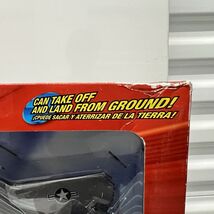 CAN TAKE OFF
AND LAND FROM GROUND!
¡PUEDE SACAR Y ATERRIZAR DE LA TIERRA!